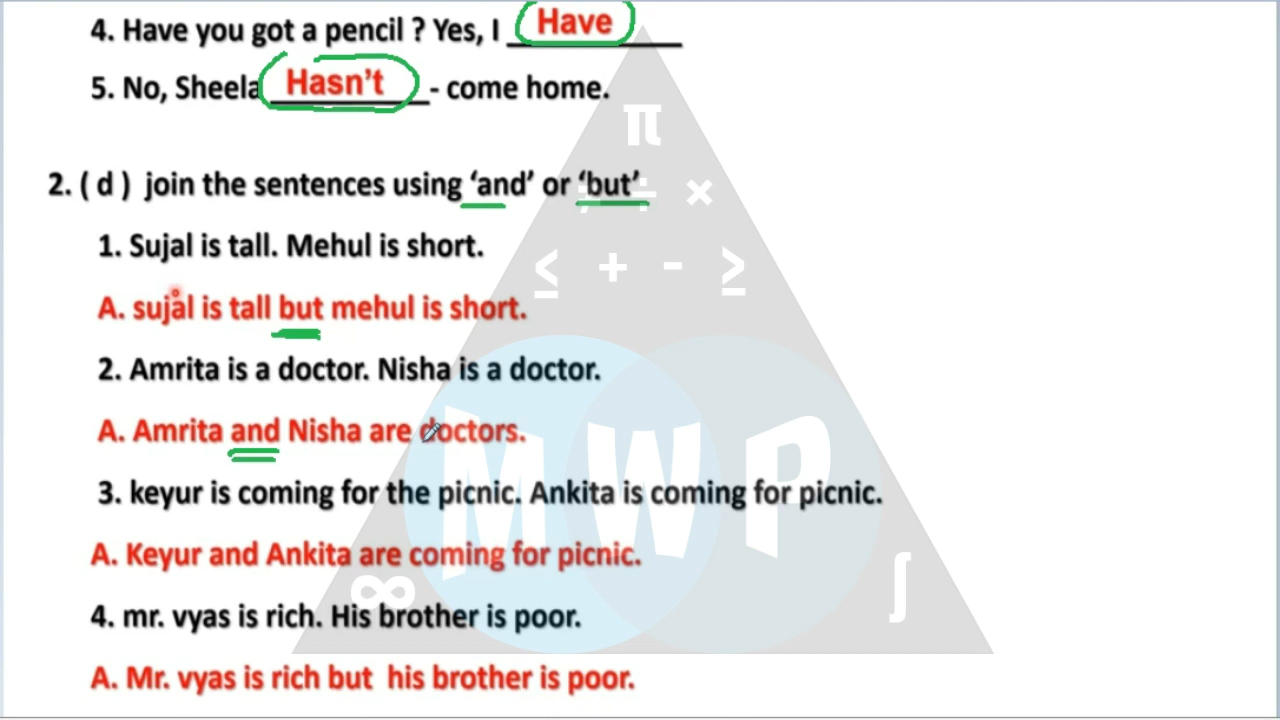 4. Have you got a pencil ? Yes, I Have
5. No, Sheela Hasn't - come home.
2. ( d ) join the sentences using ‘and’ or ‘but’
1. Sujal is tall. Mehul is short.
A. sujal is tall but mehul is short.
2. Amrita is a doctor. Nisha is a doctor.
A. Amrita and Nisha are doctors.
3. keyur is coming for the picnic. Ankita is coming for picnic.
A. Keyur and Ankita are coming for picnic.
4. mr. vyas is rich. His brother is poor.
A. Mr. vyas is rich but his brother is poor.
π
; ÷ ×
≤ + - ≥
MWP
∞ ∫